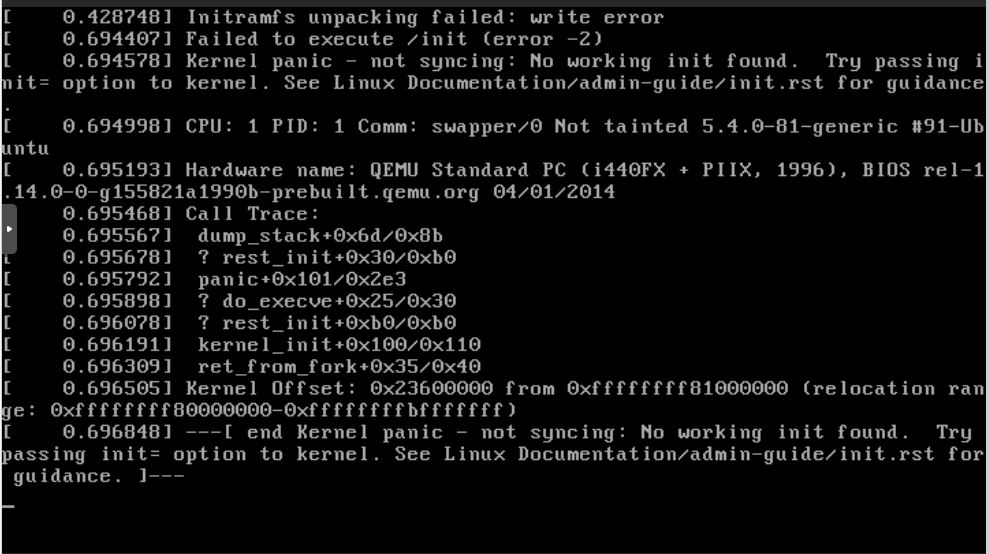 [    0.428748] Initramfs unpacking failed: write error
[    0.694407] Failed to execute /init (error -2)
[    0.694578] Kernel panic - not syncing: No working init found.  Try passing i
nit= option to kernel. See Linux Documentation/admin-guide/init.rst for guidance
.
[    0.694998] CPU: 1 PID: 1 Comm: swapper/0 Not tainted 5.4.0-81-generic #91-Ub
untu
[    0.695193] Hardware name: QEMU Standard PC (i440FX + PIIX, 1996), BIOS rel-1
.14.0-0-g155821a1990b-prebuilt.qemu.org 04/01/2014
     0.695468] Call Trace:
     0.695567]  dump_stack+0x6d/0x8b
[    0.695678]  ? rest_init+0x30/0xb0
[    0.695792]  panic+0x101/0x2e3
[    0.695898]  ? do_execve+0x25/0x30
[    0.696078]  ? rest_init+0xb0/0xb0
[    0.696191]  kernel_init+0x100/0x110
[    0.696309]  ret_from_fork+0x35/0x40
[    0.696505] Kernel Offset: 0x23600000 from 0xffffffff81000000 (relocation ran
ge: 0xffffffff80000000-0xffffffffbfffffff)
[    0.696848] ---[ end Kernel panic - not syncing: No working init found.  Try
passing init= option to kernel. See Linux Documentation/admin-guide/init.rst for
 guidance. ]---